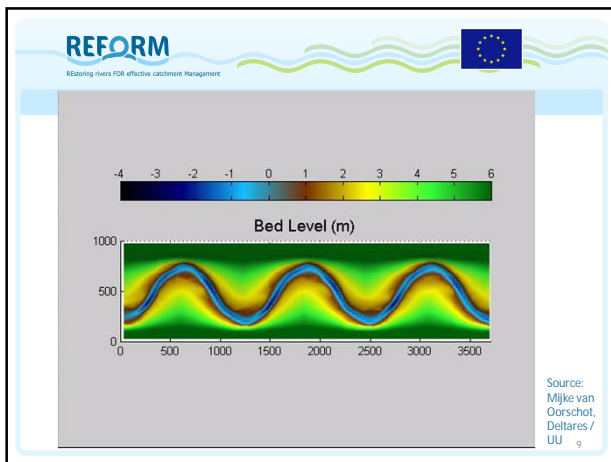 REFORM
REstoring rivers FOR effective catchment Management
-4 -3 -2 -1 0 1 2 3 4 5 6
Bed Level (m)
1000
500
0
0 500 1000 1500 2000 2500 3000 3500
Source:
Mijke van
Oorschot,
Deltares /
UU 9